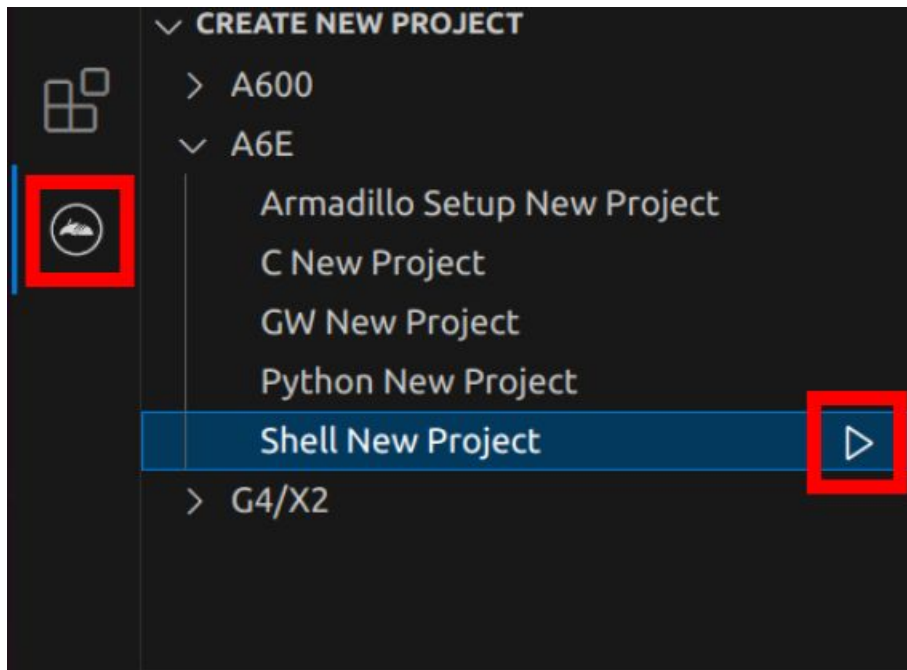 CREATE NEW PROJECT
A600
A6E
Armadillo Setup New Project
C New Project
GW New Project
Python New Project
Shell New Project
G4/X2